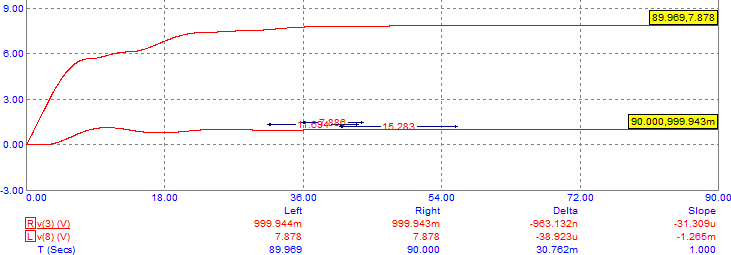 9.00
89.969,7.878
6.00
3.00
7.886
15.283
90.000,999.943m
0.00
-3.00
0.00 18.00 36.00 54.00 72.00 90.00
Left Right Delta Slope
R v(3) (V) 999.944m 999.943m -963.132n -31.309u
L v(8) (V) 7.878 7.878 -38.923u -1.265m
T (Secs) 89.969 90.000 30.762m 1.000